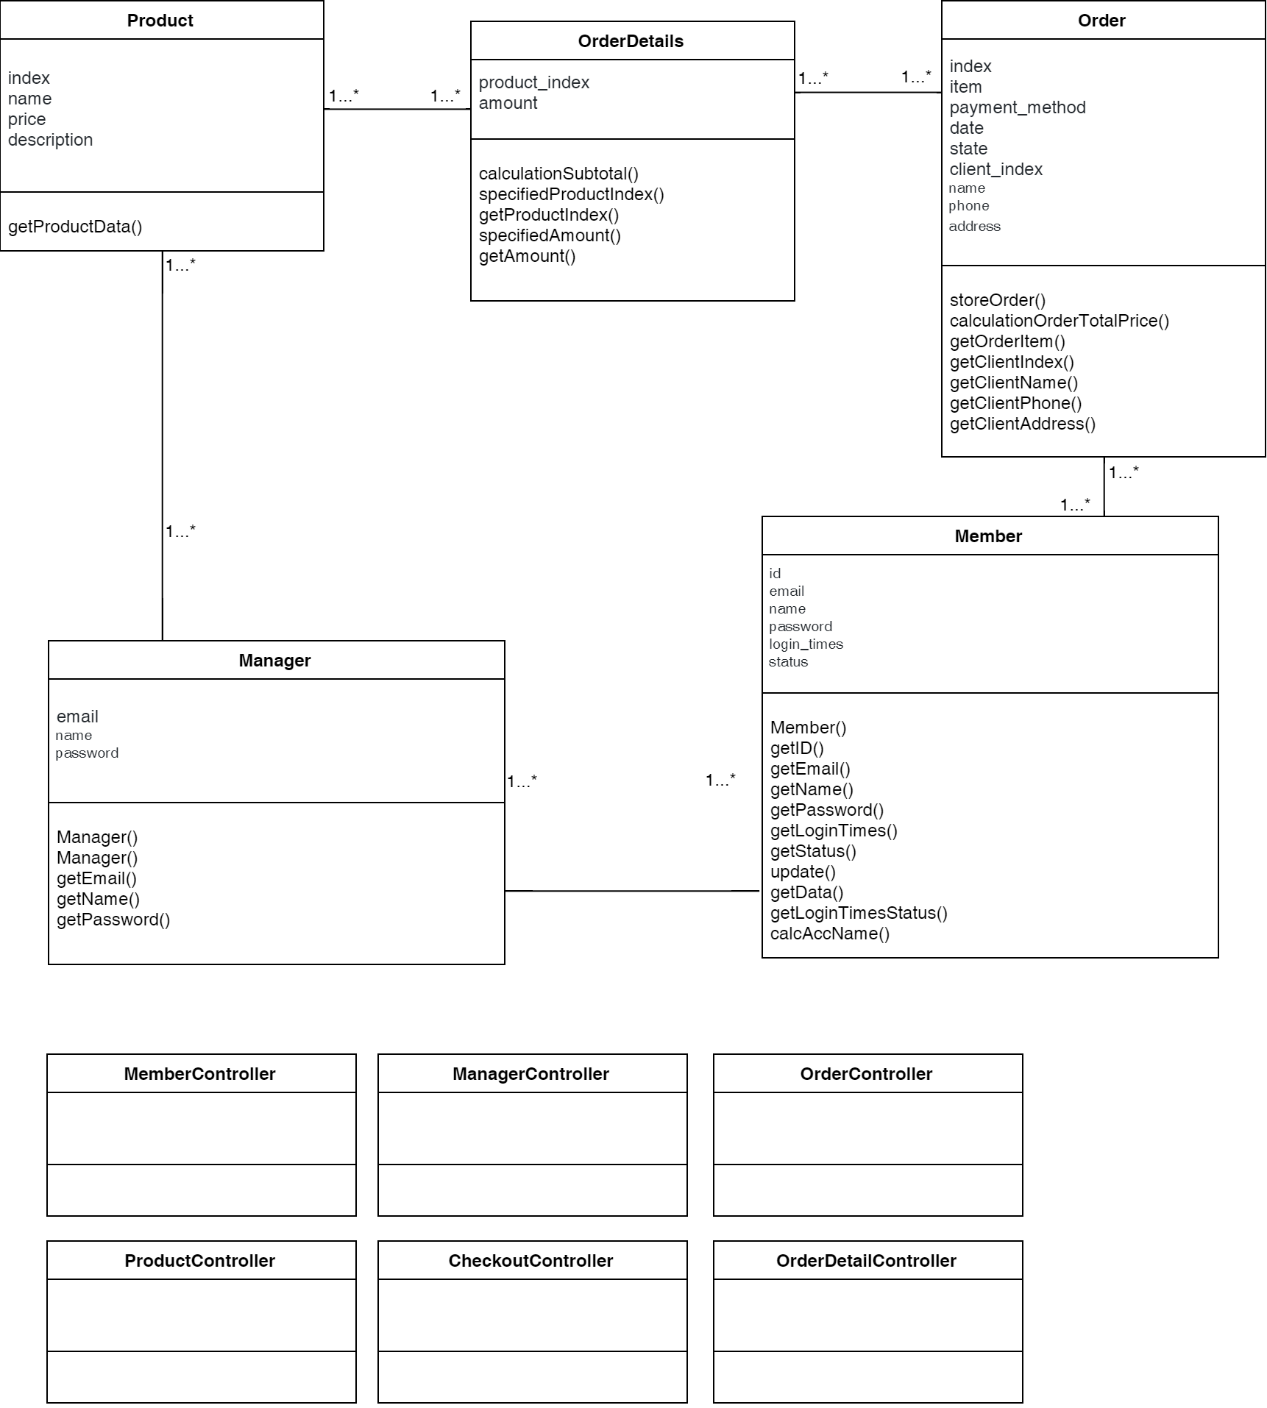 Product
index
name
price
description
getProductData()
1...*
1...*
OrderDetails
product_index
amount
calculationSubtotal()
specifiedProductIndex()
getProductIndex()
specifiedAmount()
getAmount()
1...*
1...*
Order
index
item
payment_method
date
state
client_index
name
phone
address
storeOrder()
calculationOrderTotalPrice()
getOrderItem()
getClientIndex()
getClientName()
getClientPhone()
getClientAddress()
1...*
1...*
1...*
1...*
Manager
email
name
password
Manager()
Manager()
getEmail()
getName()
getPassword()
1...*
1...*
Member
id
email
name
password
login_times
status
Member()
getID()
getEmail()
getName()
getPassword()
getLoginTimes()
getStatus()
update()
getData()
getLoginTimesStatus()
calcAccName()
MemberController
ManagerController
OrderController
ProductController
CheckoutController
OrderDetailController